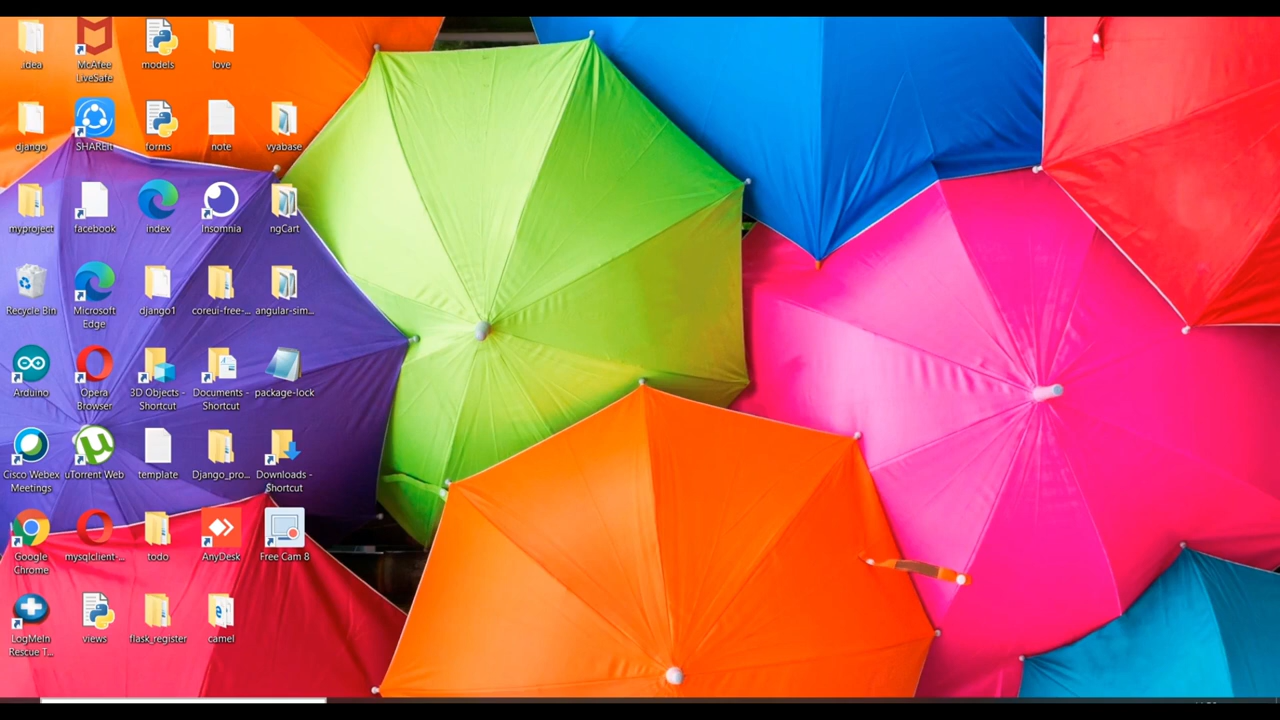 .idea
McAfee LiveSafe
models
love
django
SHAREit
forms
note
vyabase
myproject
facebook
index
Insomnia
ngCart
Recycle Bin
Microsoft Edge
django1
coreui-free-...
angular-sim...
Arduino
Opera Browser
3D Objects - Shortcut
Documents - Shortcut
package-lock
Cisco Webex Meetings
uTorrent Web
template
Django_pro...
Downloads - Shortcut
Google Chrome
mysqlclient-...
todo
AnyDesk
Free Cam 8
LogMeIn Rescue T...
views
flask_register
camel